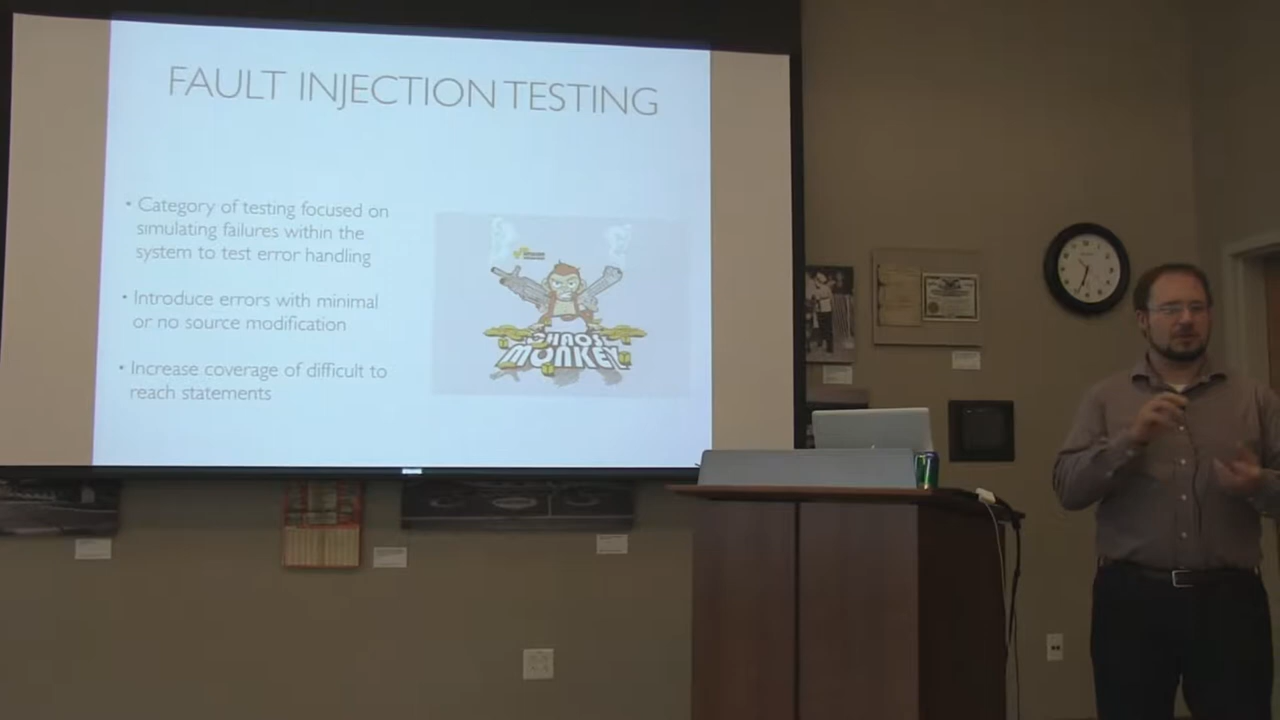 FAULT INJECTION TESTING
• Category of testing focused on
simulating failures within the
system to test error handling
• Introduce errors with minimal
or no source modification
• Increase coverage of difficult to
reach statements
CHAOS
MONKEY